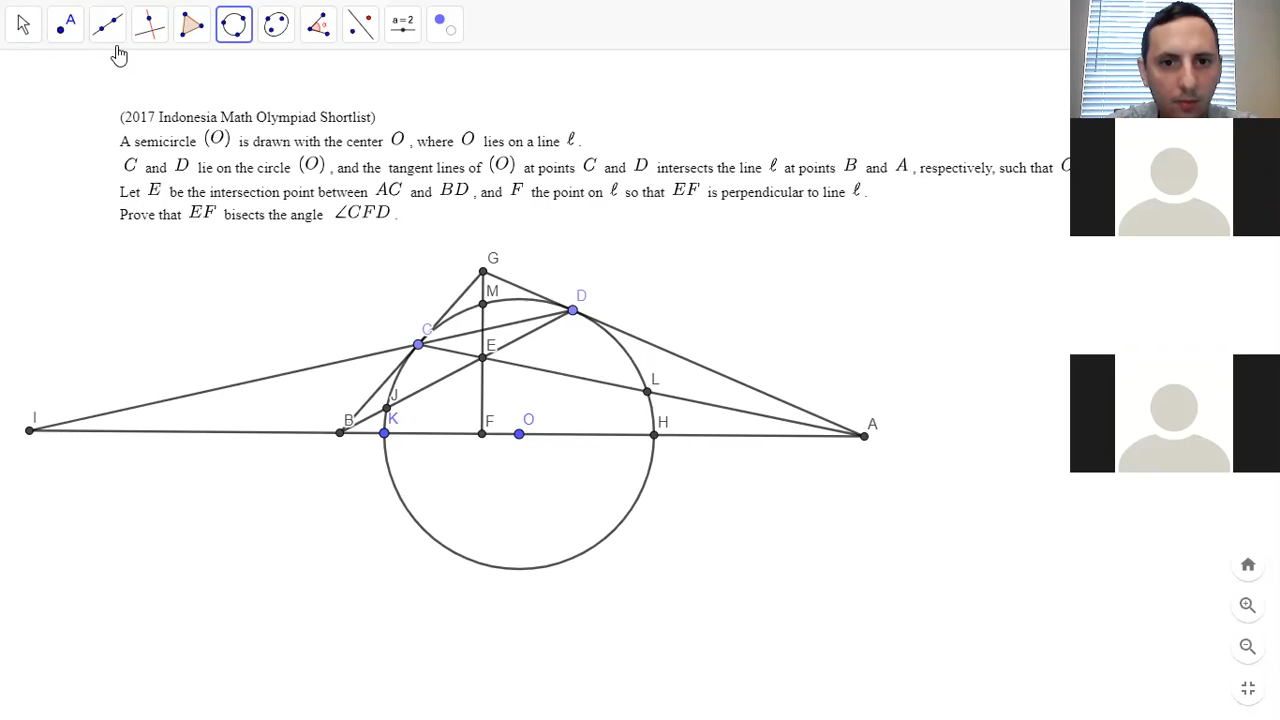 A
α
a=2
(2017 Indonesia Math Olympiad Shortlist)
A semicircle (O) is drawn with the center O , where O lies on a line ℓ .
C and D lie on the circle (O) , and the tangent lines of (O) at points C and D intersects the line ℓ at points B and A , respectively, such that
Let E be the intersection point between AC and BD , and F the point on ℓ so that EF is perpendicular to line ℓ .
Prove that EF bisects the angle ∠CFD .
G
M
D
C
E
L
J
I
B
K
F
O
H
A